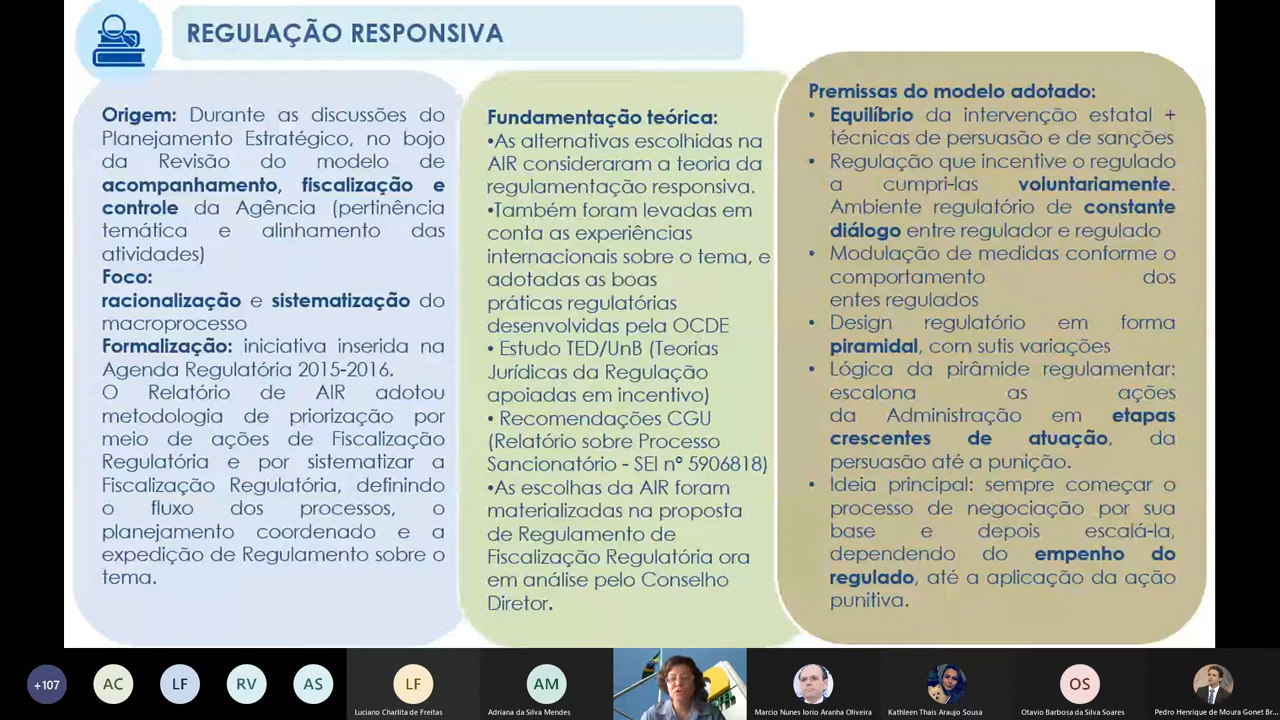 REGULAÇÃO RESPONSIVA
Origem: Durante as discussões do
Planejamento Estratégico, no bojo
da Revisão do modelo de
acompanhamento, fiscalização e
controle da Agência (pertinência
temática e alinhamento das
atividades)
Foco:
racionalização e sistematização do
macroprocesso
Formalização: iniciativa inserida na
Agenda Regulatória 2015-2016.
O Relatório de AIR adotou
metodologia de priorização por
meio de ações de Fiscalização
Regulatória e por sistematizar a
Fiscalização Regulatória, definindo
o fluxo dos processos, o
planejamento coordenado e a
expedição de Regulamento sobre o
tema.
Fundamentação teórica:
•As alternativas escolhidas na
AIR consideraram a teoria da
regulamentação responsiva.
•Também foram levadas em
conta as experiências
internacionais sobre o tema, e
adotadas as boas
práticas regulatórias
desenvolvidas pela OCDE
• Estudo TED/UnB (Teorias
Jurídicas da Regulação
apoiadas em incentivo)
• Recomendações CGU
(Relatório sobre Processo
Sancionatório - SEI nº 5906818)
•As escolhas da AIR foram
materializadas na proposta
de Regulamento de
Fiscalização Regulatória ora
em análise pelo Conselho
Diretor.
Premissas do modelo adotado:
• Equilíbrio da intervenção estatal +
técnicas de persuasão e de sanções
• Regulação que incentive o regulado
a cumpri-las voluntariamente.
Ambiente regulatório de constante
diálogo entre regulador e regulado
• Modulação de medidas conforme o
comportamento dos
entes regulados
• Design regulatório em forma
piramidal, com sutis variações
• Lógica da pirâmide regulamentar:
escalona as ações
da Administração em etapas
crescentes de atuação, da
persuasão até a punição.
• Ideia principal: sempre começar o
processo de negociação por sua
base e depois escalá-la,
dependendo do empenho do
regulado, até a aplicação da ação
punitiva.
+107
AC
LF
RV
AS
LF
Luciano Charlita de Freitas
AM
Adriana da Silva Mendes
Marcio Nunes Iorio Aranha Oliveira
Kathleen Thais Araujo Sousa
OS
Otavio Barbosa da Silva Soares
Pedro Henrique de Moura Gonet Br...